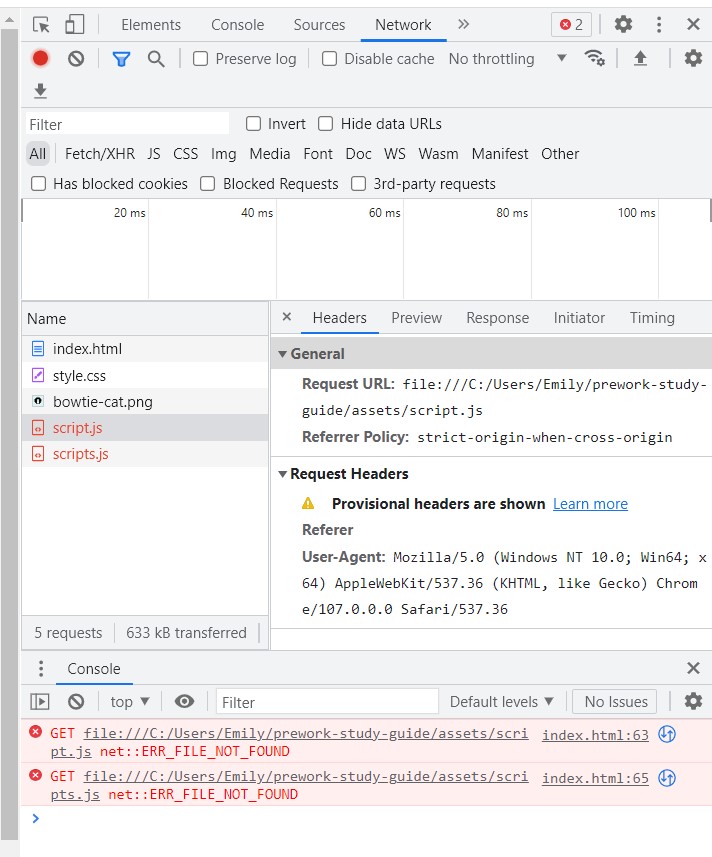 Elements Console Sources Network 2
Preserve log Disable cache No throttling
Filter Invert Hide data URLs
All Fetch/XHR JS CSS Img Media Font Doc WS Wasm Manifest Other
Has blocked cookies Blocked Requests 3rd-party requests
20 ms 40 ms 60 ms 80 ms 100 ms
Name
index.html
style.css
bowtie-cat.png
script.js
scripts.js
5 requests 633 kB transferred
Headers Preview Response Initiator Timing
General
Request URL: file:///C:/Users/Emily/prework-study-
guide/assets/script.js
Referrer Policy: strict-origin-when-cross-origin
Request Headers
Provisional headers are shown Learn more
Referer
User-Agent: Mozilla/5.0 (Windows NT 10.0; Win64; x
64) AppleWebKit/537.36 (KHTML, like Gecko) Chrom
e/107.0.0.0 Safari/537.36
Console
top Filter Default levels No Issues
GET file:///C:/Users/Emily/prework-study-guide/assets/scri index.html:63
pt.js net::ERR_FILE_NOT_FOUND
GET file:///C:/Users/Emily/prework-study-guide/assets/scri index.html:65
pts.js net::ERR_FILE_NOT_FOUND